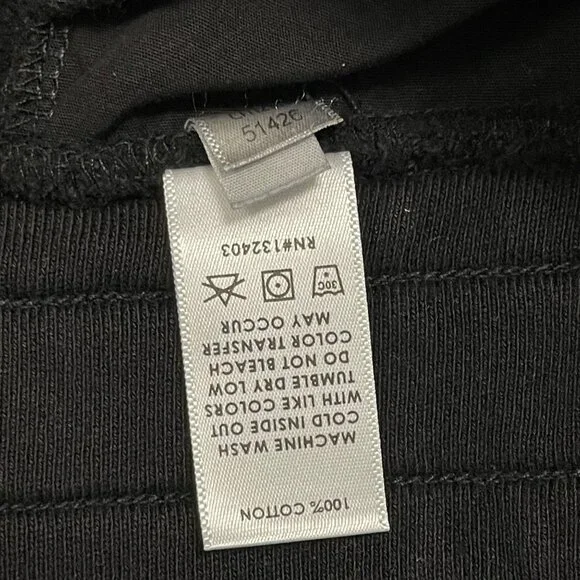 100% COTTON
MACHINE WASH
COLD INSIDE OUT
WITH LIKE COLORS
TUMBLE DRY LOW
DO NOT BLEACH
COLOR TRANSFER
MAY OCCUR
30C
RN#132403
51426